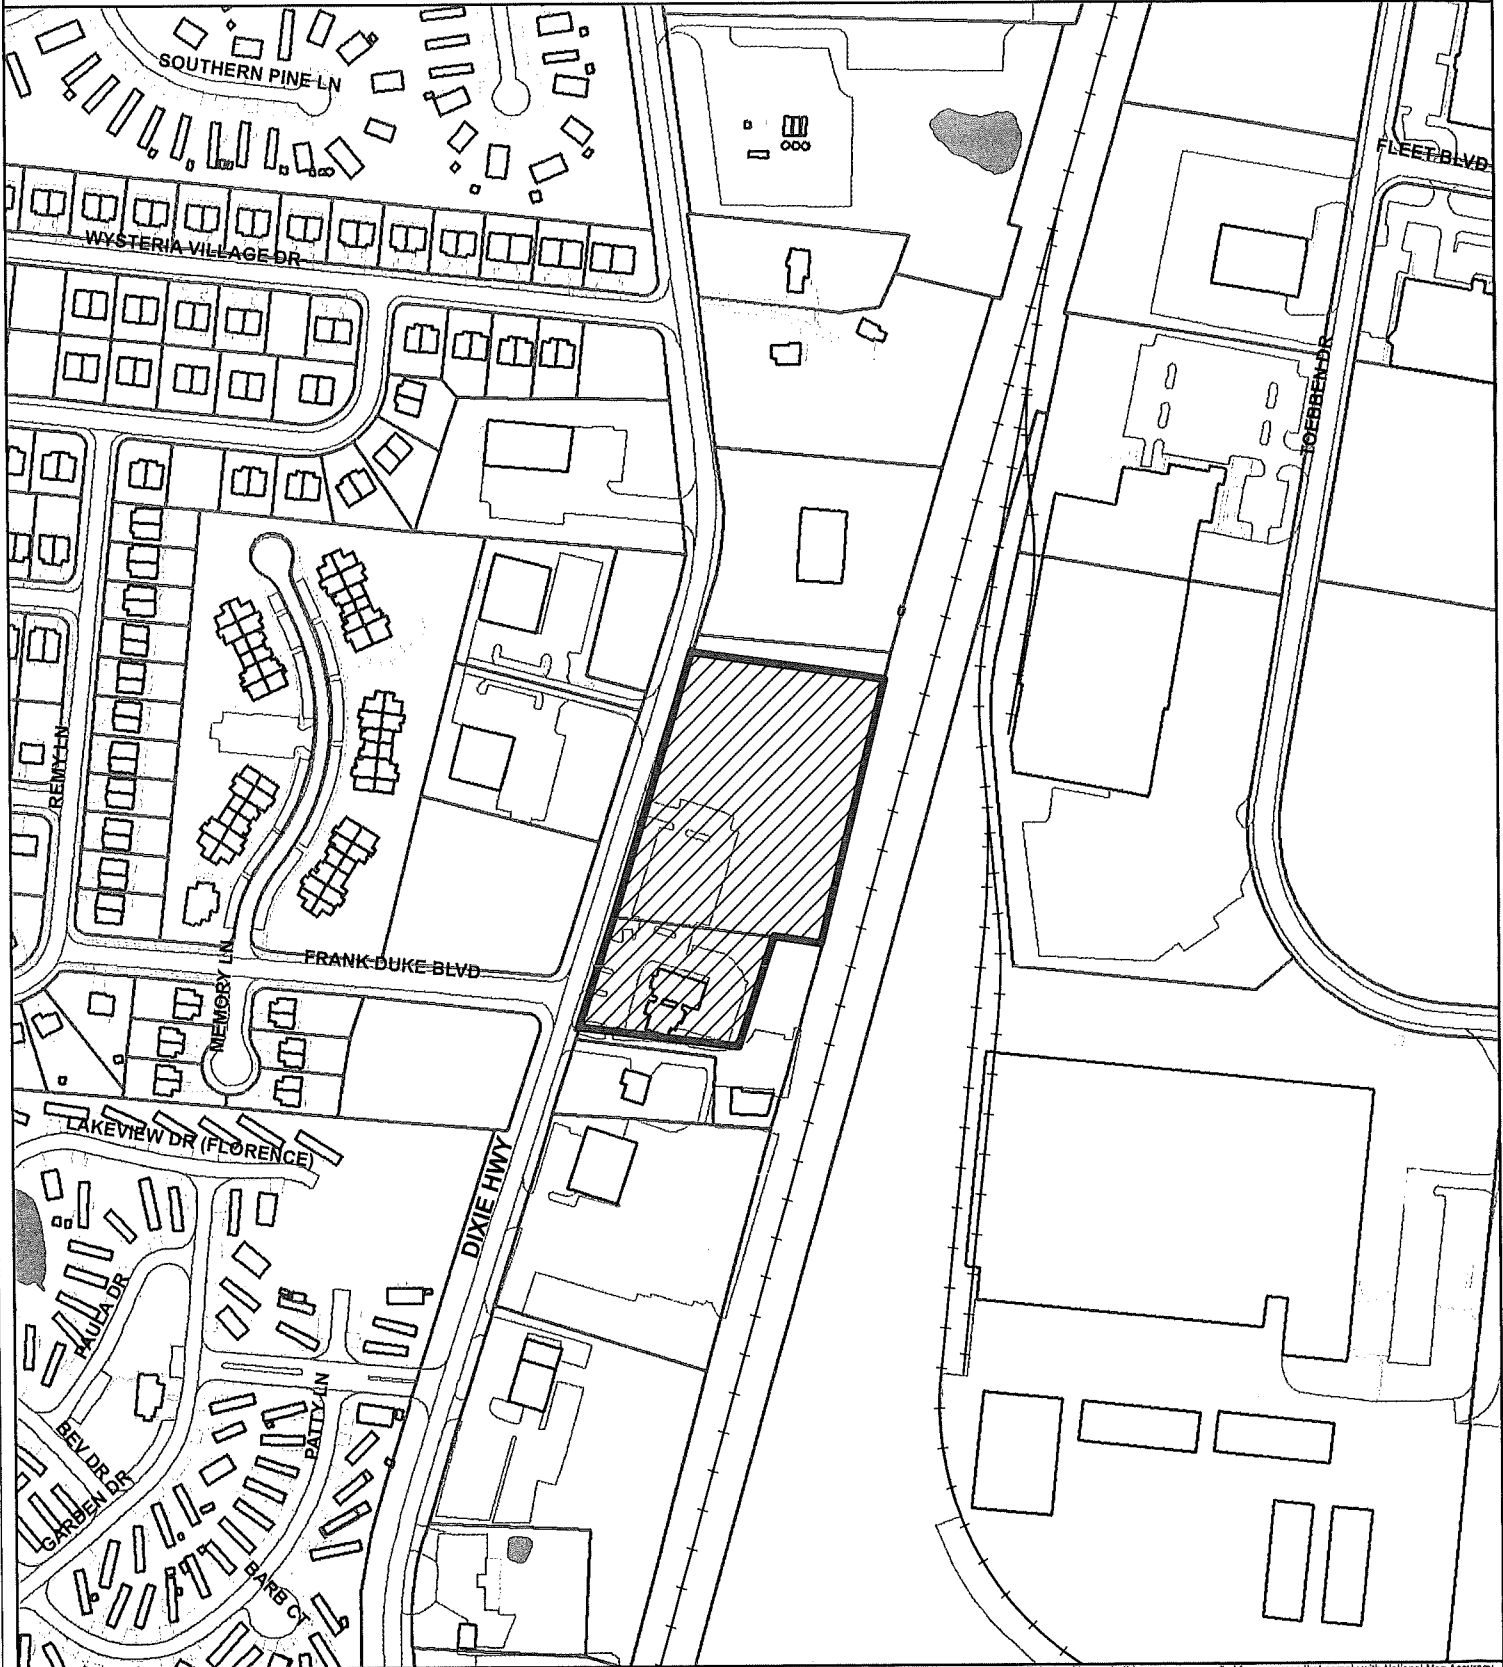 SOUTHERN PINE LN
FLEET BLVD
WYSTERIA VILLAGE DR
TOEBBEN DR
REMY LN
FRANK DUKE BLVD
MEMORY LN
LAKEVIEW DR (FLORENCE)
DIXIE HWY
PAULA DR
PATTY LN
BEV DR
GARDEN DR
BARB CT